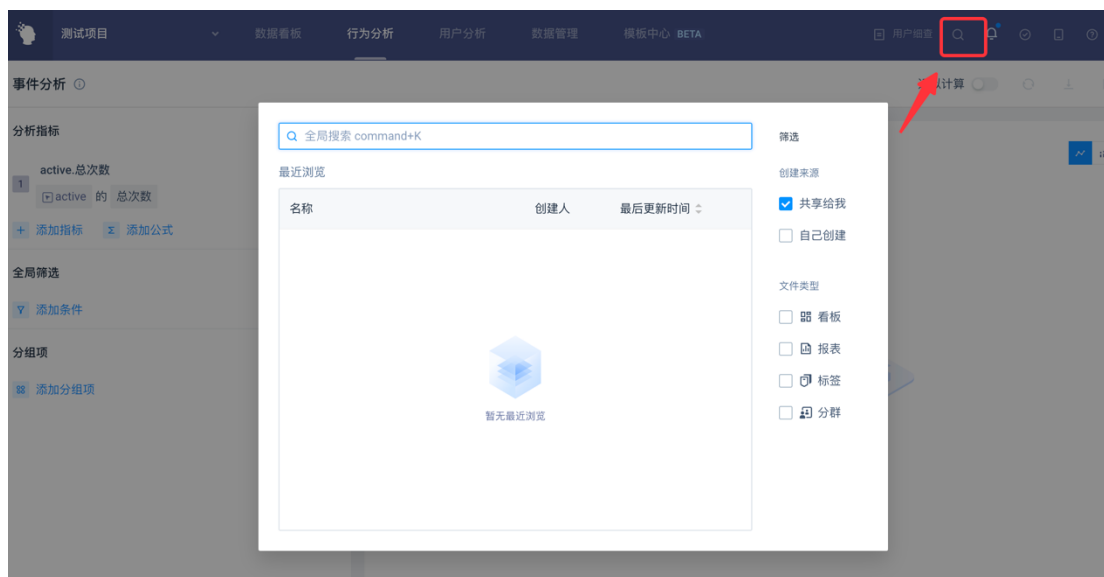 测试项目 数据看板 行为分析 用户分析 数据管理 模板中心 BETA 用户细查
事件分析
计算
分析指标
active.总次数
1
active 的 总次数
添加指标 Σ 添加公式
全局筛选
添加条件
分组项
添加分组项
全局搜索 command+K
最近浏览
名称 创建人 最后更新时间
暂无最近浏览
筛选
创建来源
共享给我
自己创建
文件类型
看板
报表
标签
分群